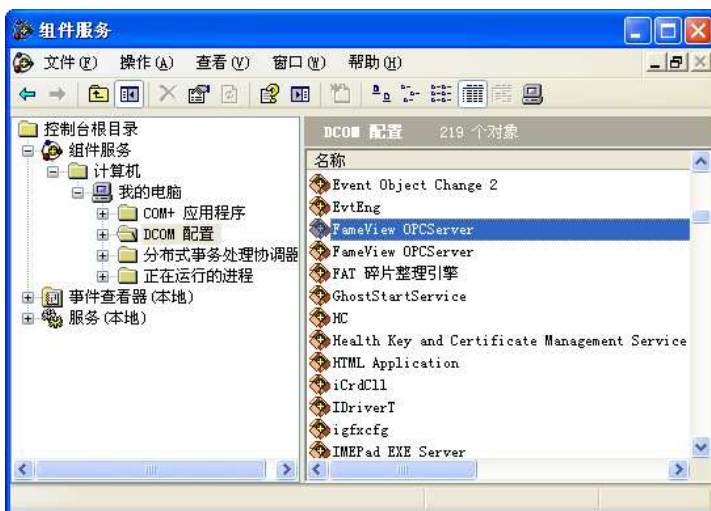 组件服务
文件(F) 操作(A) 查看(V) 窗口(W) 帮助(H)
控制台根目录
组件服务
计算机
我的电脑
COM+ 应用程序
DCOM 配置
分布式事务处理协调器
正在运行的进程
事件查看器(本地)
服务(本地)
DCOM 配置 219 个对象
名称
Event Object Change 2
EvtEng
FameView OPCServer
FameView OPCServer
FAT 碎片整理引擎
GhostStartService
HC
Health Key and Certificate Management Service
HTML Application
iCrdCll
IDriverT
igfxcfg
IMEPad EXE Server